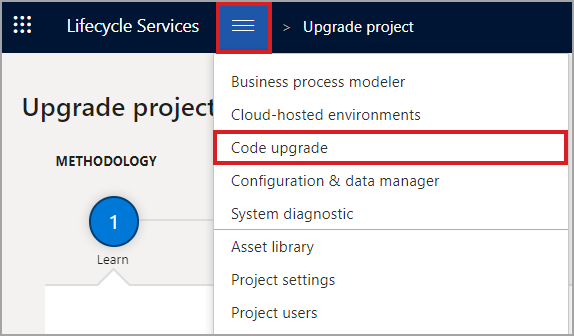 Lifecycle Services > Upgrade project
Upgrade project
METHODOLOGY
1
Learn
Business process modeler
Cloud-hosted environments
Code upgrade
Configuration & data manager
System diagnostic
Asset library
Project settings
Project users